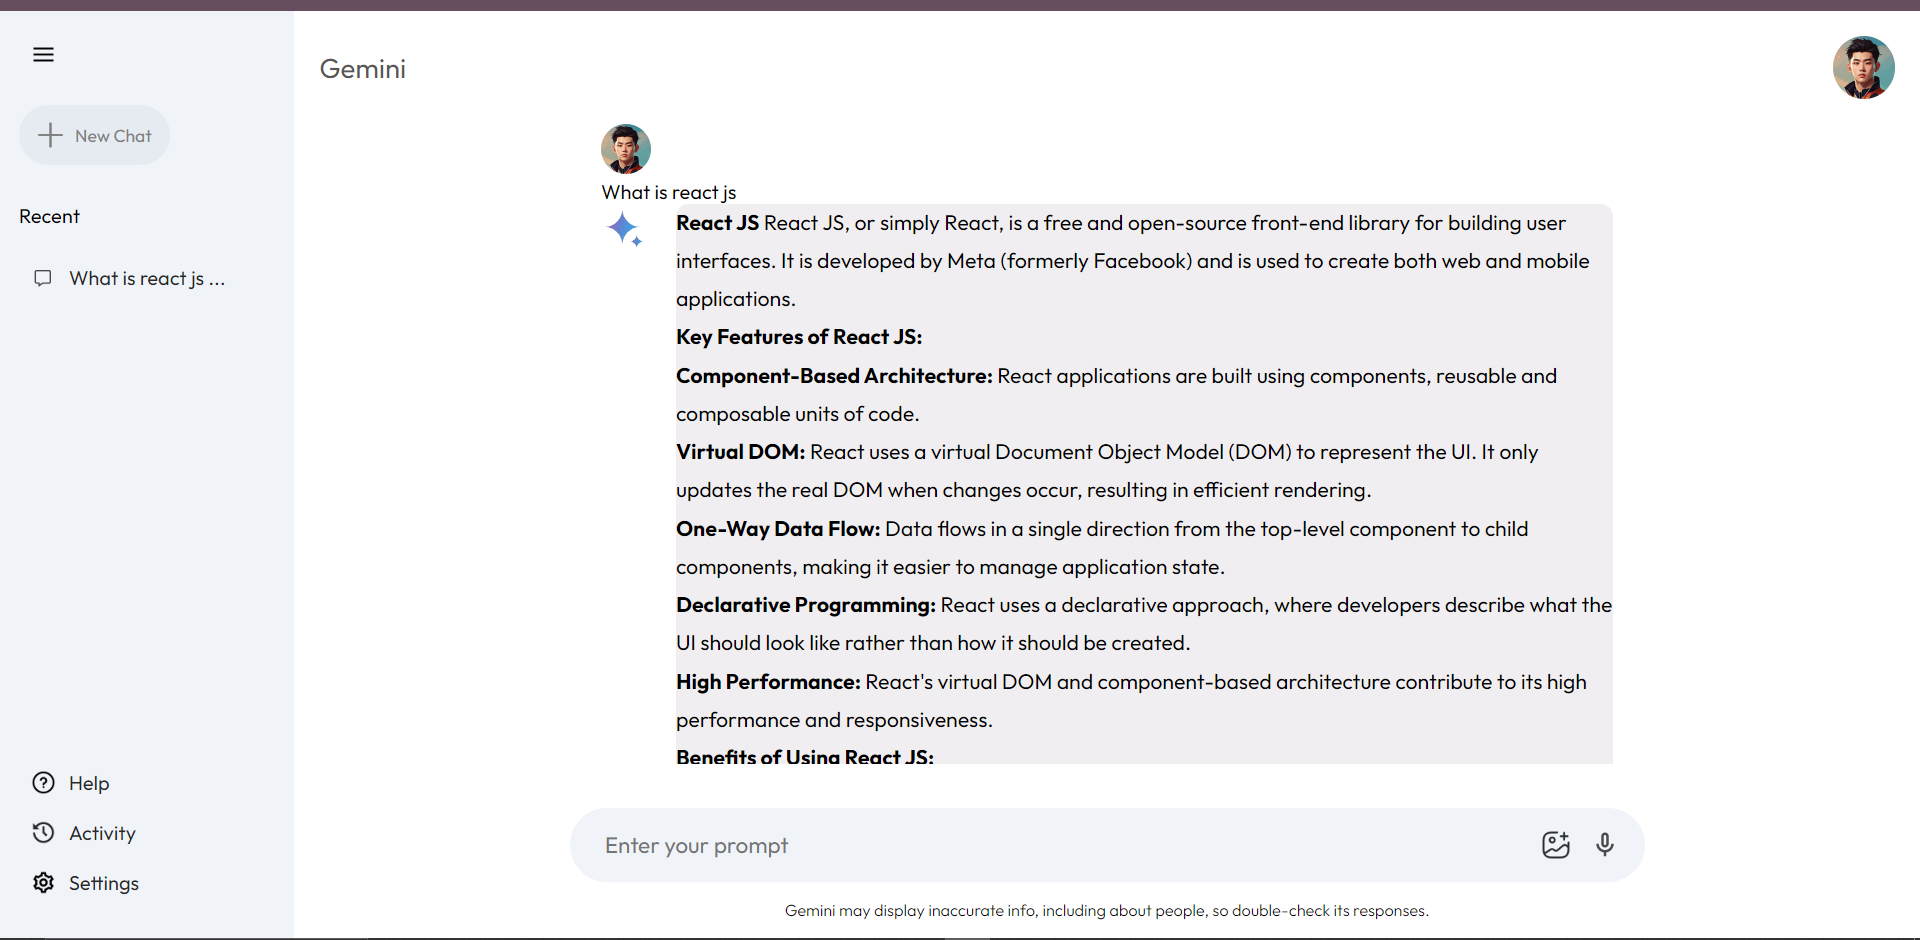 Gemini
New Chat
Recent
What is react js ...
Help
Activity
Settings
What is react js
React JS React JS, or simply React, is a free and open-source front-end library for building user
interfaces. It is developed by Meta (formerly Facebook) and is used to create both web and mobile
applications.
Key Features of React JS:
Component-Based Architecture: React applications are built using components, reusable and
composable units of code.
Virtual DOM: React uses a virtual Document Object Model (DOM) to represent the UI. It only
updates the real DOM when changes occur, resulting in efficient rendering.
One-Way Data Flow: Data flows in a single direction from the top-level component to child
components, making it easier to manage application state.
Declarative Programming: React uses a declarative approach, where developers describe what the
UI should look like rather than how it should be created.
High Performance: React's virtual DOM and component-based architecture contribute to its high
performance and responsiveness.
Benefits of Using React JS:
Enter your prompt
Gemini may display inaccurate info, including about people, so double-check its responses.